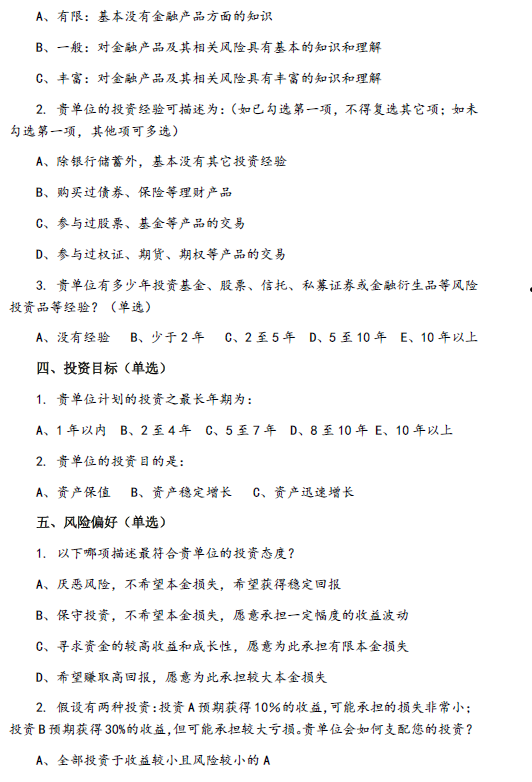 A、有限：基本没有金融产品方面的知识
B、一般：对金融产品及其相关风险具有基本的知识和理解
C、丰富：对金融产品及其相关风险具有丰富的知识和理解
2. 贵单位的投资经验可描述为:（如已勾选第一项，不得复选其它项；如未
勾选第一项，其他项可多选）
A、除银行储蓄外，基本没有其它投资经验
B、购买过债券、保险等理财产品
C、参与过股票、基金等产品的交易
D、参与过权证、期货、期权等产品的交易
3. 贵单位有多少年投资基金、股票、信托、私募证券或金融衍生品等风险
投资品等经验？（单选）
A、没有经验 B、少于 2 年 C、2 至 5 年 D、5 至 10 年 E、10 年以上
四、投资目标（单选）
1. 贵单位计划的投资之最长年期为:
A、1 年以内 B、2 至 4 年 C、5 至 7 年 D、8 至 10 年 E、10 年以上
2. 贵单位的投资目的是:
A、资产保值 B、资产稳定增长 C、资产迅速增长
五、风险偏好（单选）
1. 以下哪项描述最符合贵单位的投资态度？
A、厌恶风险，不希望本金损失，希望获得稳定回报
B、保守投资，不希望本金损失，愿意承担一定幅度的收益波动
C、寻求资金的较高收益和成长性，愿意为此承担有限本金损失
D、希望赚取高回报，愿意为此承担较大本金损失
2. 假设有两种投资:投资 A 预期获得 10%的收益,可能承担的损失非常小;
投资 B 预期获得 30%的收益,但可能承担较大亏损。贵单位会如何支配您的投资？
A、全部投资于收益较小且风险较小的 A